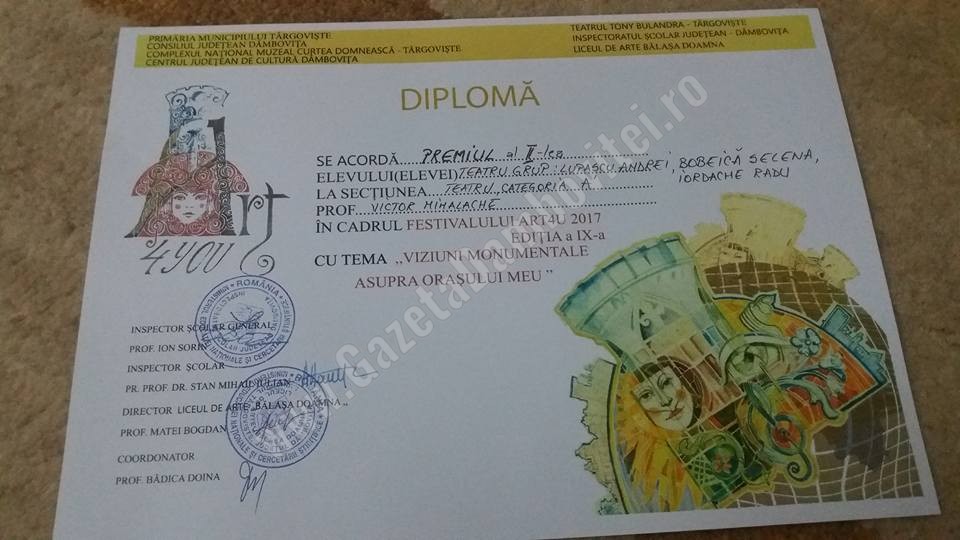 PRIMĂRIA MUNICIPIULUI TÂRGOVIȘTE
CONSILIUL JUDEȚEAN DÂMBOVIȚA
COMPLEXUL NAȚIONAL MUZEAL CURTEA DOMNEASCĂ - TÂRGOVIȘTE
CENTRUL JUDEȚEAN DE CULTURĂ DÂMBOVIȚA
TEATRUL TONY BULANDRA - TÂRGOVIȘTE
INSPECTORATUL ȘCOLAR JUDEȚEAN - DÂMBOVIȚA
LICEUL DE ARTE BĂLAȘA DOAMNA
Art
4YOU
DIPLOMĂ
SE ACORDĂ PREMIUL al II-lea
ELEVULUI(ELEVEI) TEATRU GRUP: LUPAȘCU ANDREI, BOBEICĂ SELENA,
IORDACHE RADU
LA SECȚIUNEA TEATRU, CATEGORIA A
PROF. VICTOR MIHALACHE
ÎN CADRUL FESTIVALULUI ART4U 2017
EDIȚIA a IX-a
CU TEMA ,,VIZIUNI MONUMENTALE
ASUPRA ORAȘULUI MEU ”
ROMÂNIA
INSPECTOR ȘCOLAR GENERAL
PROF. ION SORIN
INSPECTOR ȘCOLAR
PR. PROF DR. STAN MIHAIL IULIAN
DIRECTOR LICEUL DE ARTE "BĂLAȘA DOAMNA,,
PROF. MATEI BOGDAN
COORDONATOR
PROF. BĂDICA DOINA
www.GazetaDambovitei.ro